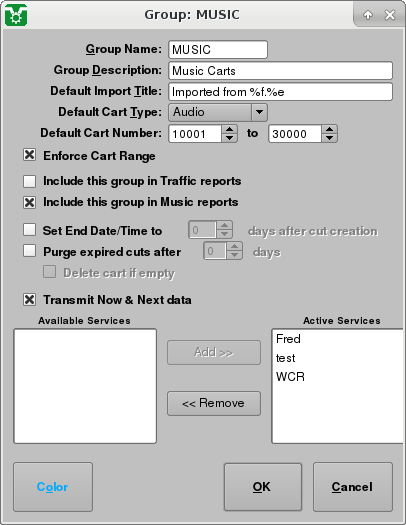 Group: MUSIC
Group Name: MUSIC
Group Description: Music Carts
Default Import Title: Imported from %f.%e
Default Cart Type: Audio
Default Cart Number: 10001 to 30000
Enforce Cart Range
Include this group in Traffic reports
Include this group in Music reports
Set End Date/Time to 0 days after cut creation
Purge expired cuts after 0 days
Delete cart if empty
Transmit Now & Next data
Available Services Active Services
Fred
Add >> test
WCR
<< Remove
Color OK Cancel